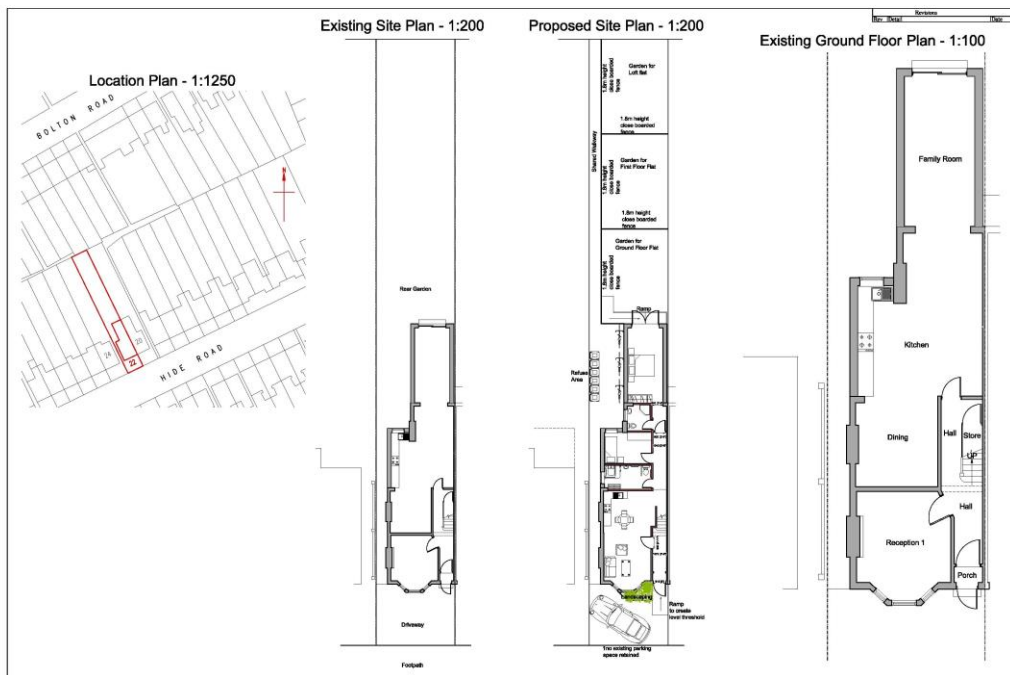 Revisions
Rev Detail Date
Existing Site Plan - 1:200
Proposed Site Plan - 1:200
Existing Ground Floor Plan - 1:100
Location Plan - 1:1250
BOLTON ROAD
N
24
22
20
HIDE ROAD
Rear Garden
Driveway
Footpath
Garden for
Loft flat
1.8m height
close boarded
fence
1.8m height
close boarded
fence
Shared Walkway
Garden for
First Floor Flat
1.8m height
close boarded
fence
1.8m height
close boarded
fence
Garden for
Ground Floor Flat
1.8m height
close boarded
fence
Ramp
Refuse
Area
Landscaping
Ramp
to create
level threshold
1no existing parking
space retained
Family Room
Kitchen
Dining
Hall
Store
UP
Hall
Reception 1
Porch